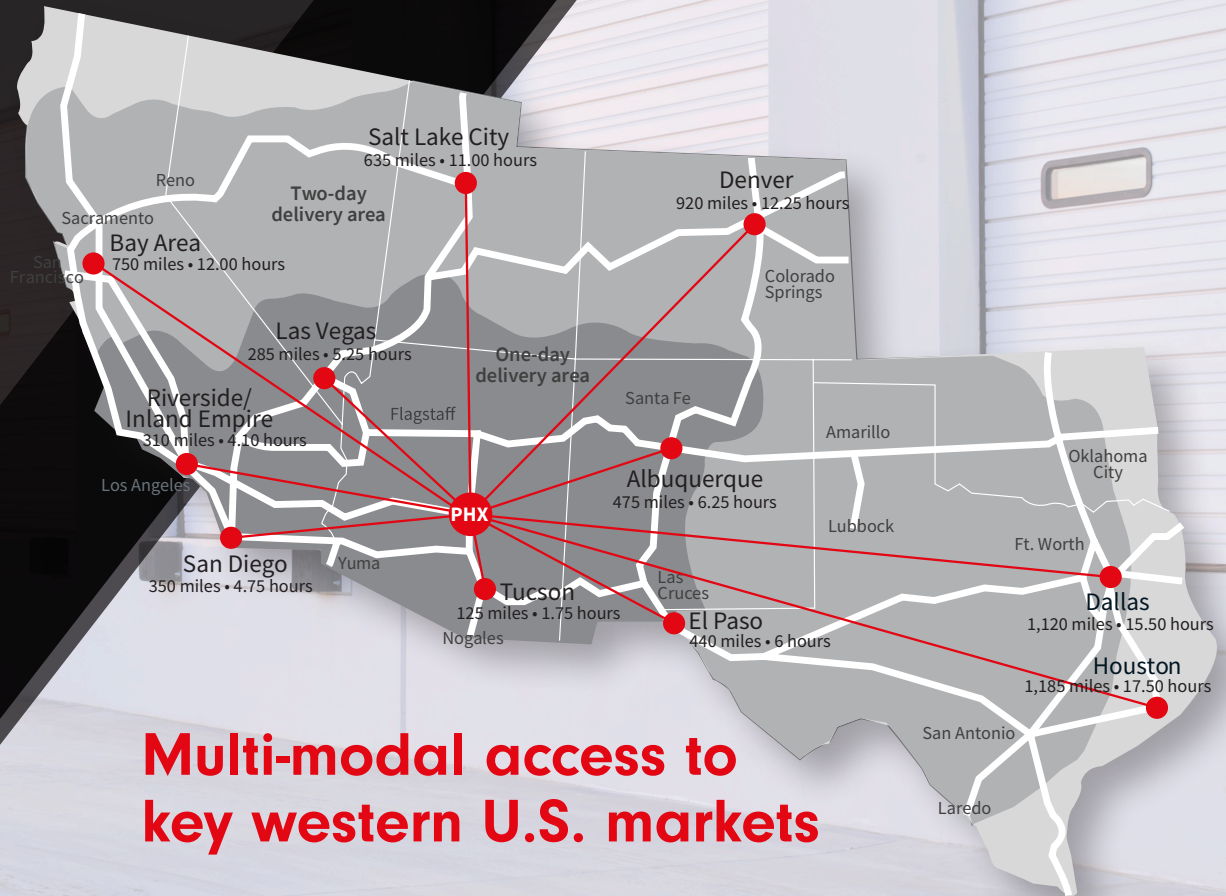 Salt Lake City
635 miles • 11.00 hours
Denver
920 miles • 12.25 hours
Reno
Two-day
delivery area
Sacramento
Bay Area
750 miles • 12.00 hours
San
Francisco
Colorado
Springs
Las Vegas
285 miles • 5.25 hours
One-day
delivery area
Riverside/
Inland Empire
310 miles • 4.10 hours
Flagstaff
Santa Fe
Amarillo
Oklahoma
City
Los Angeles
Albuquerque
475 miles • 6.25 hours
PHX
Lubbock
Ft. Worth
San Diego
350 miles • 4.75 hours
Yuma
Tucson
125 miles • 1.75 hours
Nogales
Las
Cruces
El Paso
440 miles • 6 hours
Dallas
1,120 miles • 15.50 hours
Houston
1,185 miles • 17.50 hours
San Antonio
Laredo
Multi-modal access to
key western U.S. markets